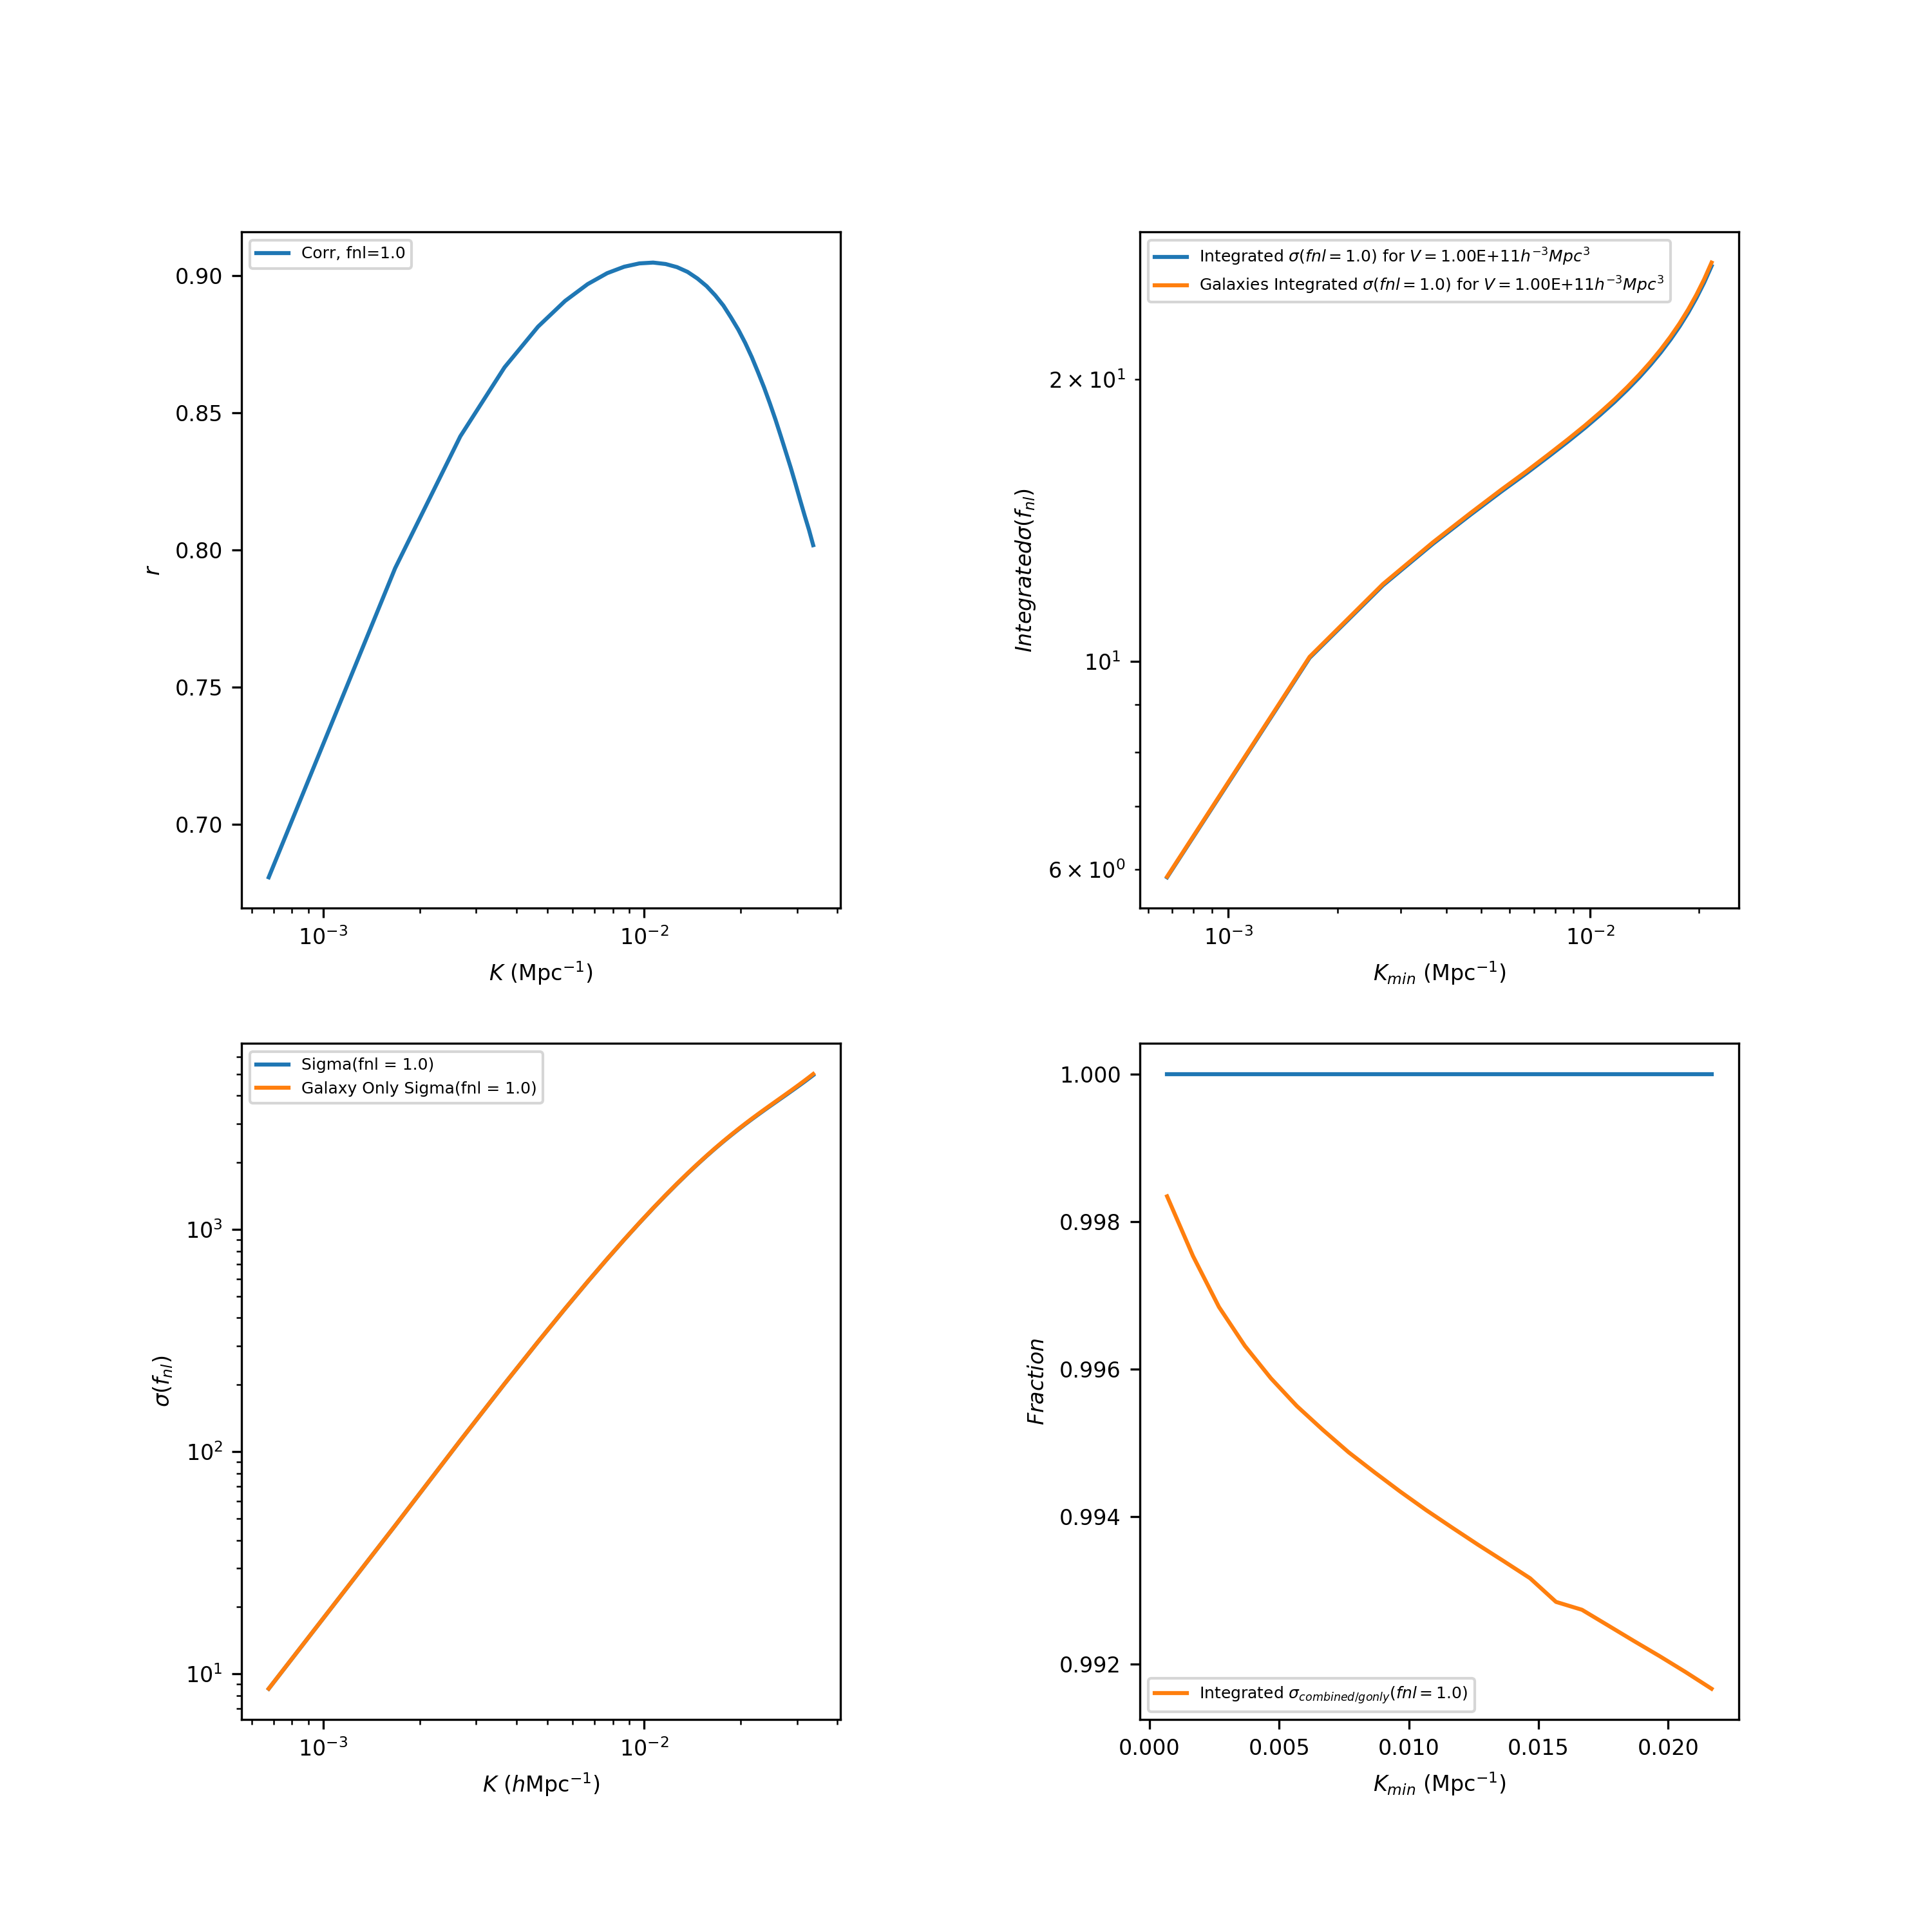 Corr, fnl=1.0
0.90
0.85
0.80
0.75
0.70
r
10⁻³
10⁻²
K (Mpc⁻¹)
Integrated σ(fnl = 1.0) for V = 1.00E+11h⁻³Mpc³
Galaxies Integrated σ(fnl = 1.0) for V = 1.00E+11h⁻³Mpc³
2 × 10¹
10¹
6 × 10⁰
Integratedσ(fₙₗ)
10⁻³
10⁻²
K_min (Mpc⁻¹)
Sigma(fnl = 1.0)
Galaxy Only Sigma(fnl = 1.0)
10³
10²
10¹
σ(fₙₗ)
10⁻³
10⁻²
K (hMpc⁻¹)
1.000
0.998
0.996
0.994
0.992
Fraction
Integrated σ_combined/gonly(fnl = 1.0)
0.000
0.005
0.010
0.015
0.020
K_min (Mpc⁻¹)